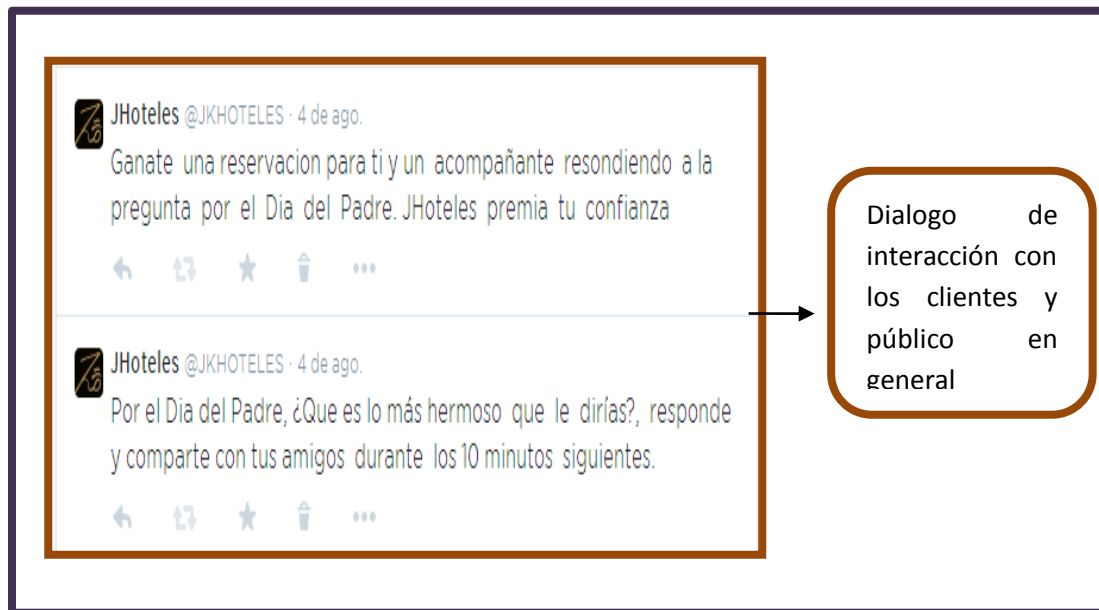 JHoteles @JKHOTELES · 4 de ago.
Ganate una reservacion para ti y un acompañante resondiendo a la
pregunta por el Dia del Padre. JHoteles premia tu confianza
JHoteles @JKHOTELES · 4 de ago.
Por el Dia del Padre, ¿Que es lo más hermoso que le dirías?, responde
y comparte con tus amigos durante los 10 minutos siguientes.
Dialogo de
interacción con
los clientes y
público en
general